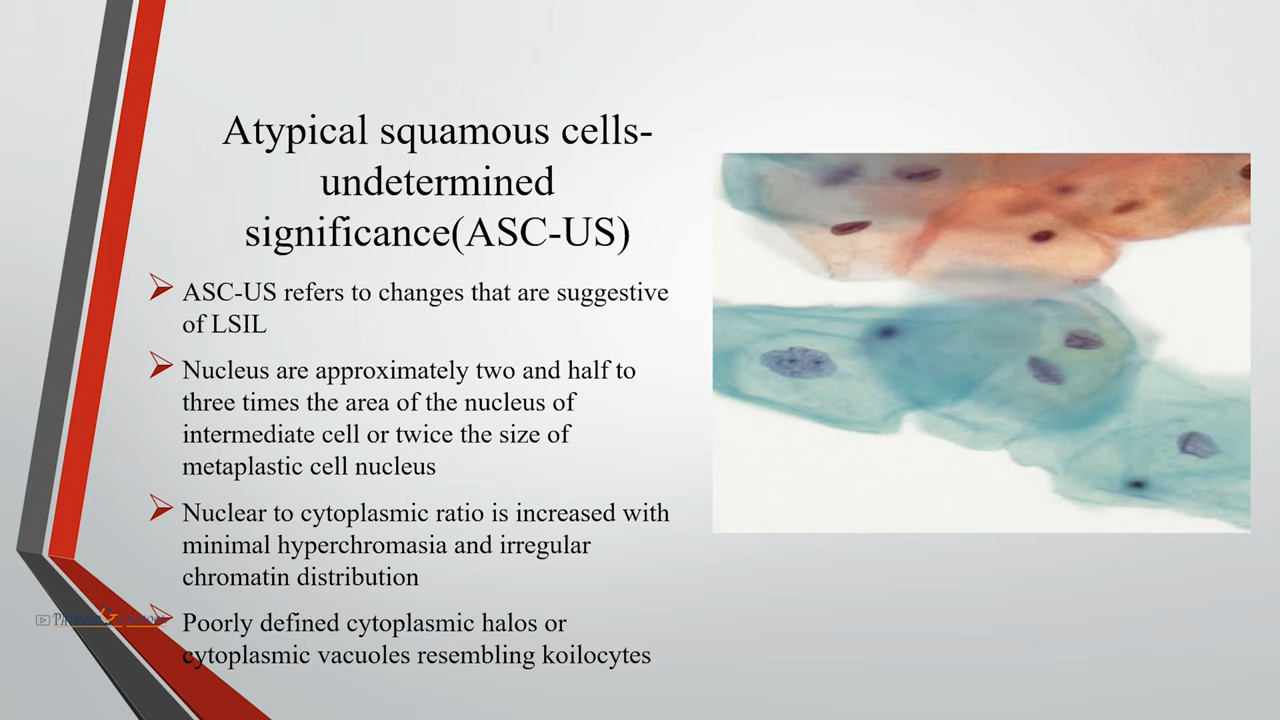 Atypical squamous cells-
undetermined
significance(ASC-US)
ASC-US refers to changes that are suggestive
of LSIL
Nucleus are approximately two and half to
three times the area of the nucleus of
intermediate cell or twice the size of
metaplastic cell nucleus
Nuclear to cytoplasmic ratio is increased with
minimal hyperchromasia and irregular
chromatin distribution
Poorly defined cytoplasmic halos or
cytoplasmic vacuoles resembling koilocytes